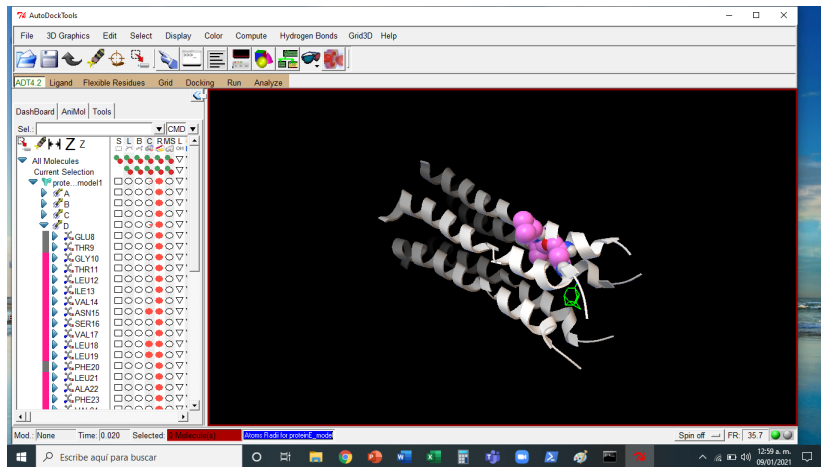 AutoDockTools
File 3D Graphics Edit Select Display Color Compute Hydrogen Bonds Grid3D Help
ADT4.2 Ligand Flexible Residues Grid Docking Run Analyze
DashBoard AniMol Tools
Sel.: CMD
Z Z S L B C R MS L
All Molecules
Current Selection
prote...model1
A
B
C
D
GLU8
THR9
GLY10
THR11
LEU12
ILE13
VAL14
ASN15
SER16
VAL17
LEU18
LEU19
PHE20
LEU21
ALA22
PHE23
Mod.: None Time: 0.020 Selected: 0 Molecule(s) Atoms Radii for proteinE_mode Spin off FR: 35.7
Escribe aquí para buscar 12:59 a. m.
09/01/2021